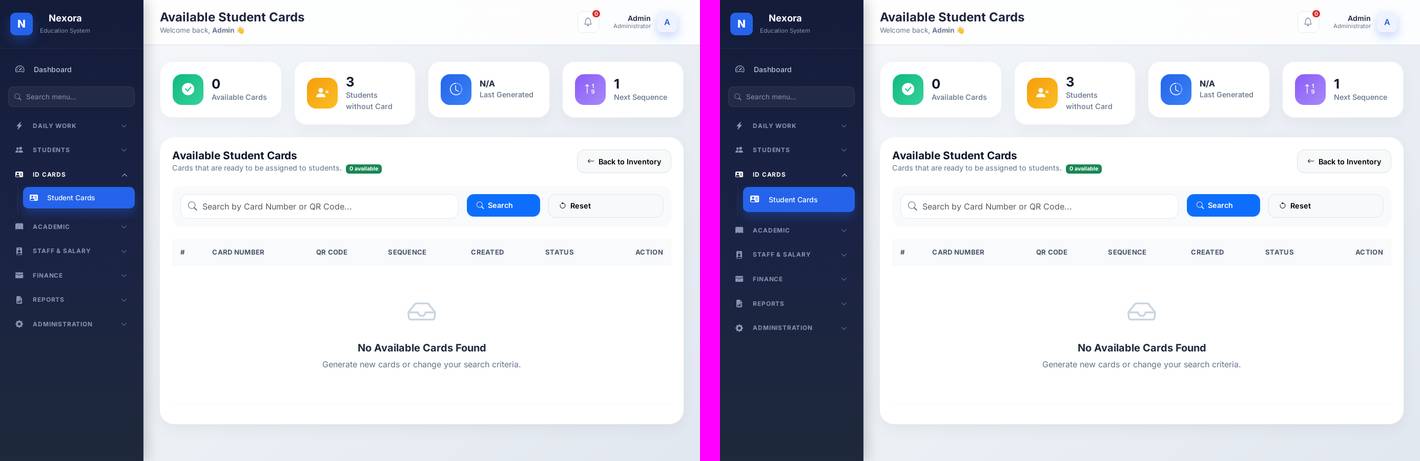 N
Nexora
Education System
Dashboard
Search menu...
DAILY WORK
STUDENTS
ID CARDS
Student Cards
ACADEMIC
STAFF & SALARY
FINANCE
REPORTS
ADMINISTRATION
Available Student Cards
Welcome back, Admin 👋
0
Admin
Administrator
A
0
Available Cards
3
Students
without Card
N/A
Last Generated
1
9
1
Next Sequence
Available Student Cards
Cards that are ready to be assigned to students. 0 available
Back to Inventory
Search by Card Number or QR Code...
Search
Reset
# CARD NUMBER QR CODE SEQUENCE CREATED STATUS ACTION
No Available Cards Found
Generate new cards or change your search criteria.
N
Nexora
Education System
Dashboard
Search menu...
DAILY WORK
STUDENTS
ID CARDS
Student Cards
ACADEMIC
STAFF & SALARY
FINANCE
REPORTS
ADMINISTRATION
Available Student Cards
Welcome back, Admin 👋
0
Admin
Administrator
A
0
Available Cards
3
Students
without Card
N/A
Last Generated
1
9
1
Next Sequence
Available Student Cards
Cards that are ready to be assigned to students. 0 available
Back to Inventory
Search by Card Number or QR Code...
Search
Reset
# CARD NUMBER QR CODE SEQUENCE CREATED STATUS ACTION
No Available Cards Found
Generate new cards or change your search criteria.